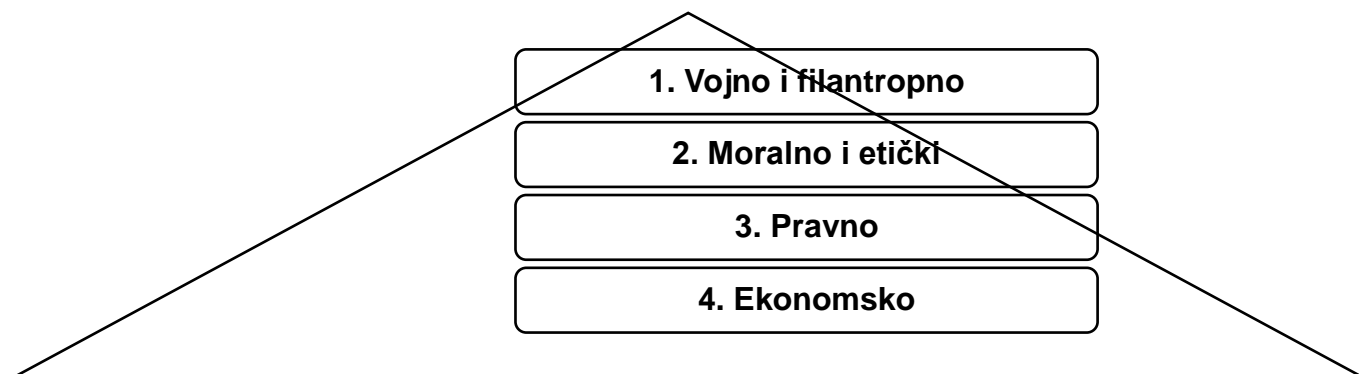 1. Vojno i filantropno
2. Moralno i etički
3. Pravno
4. Ekonomsko